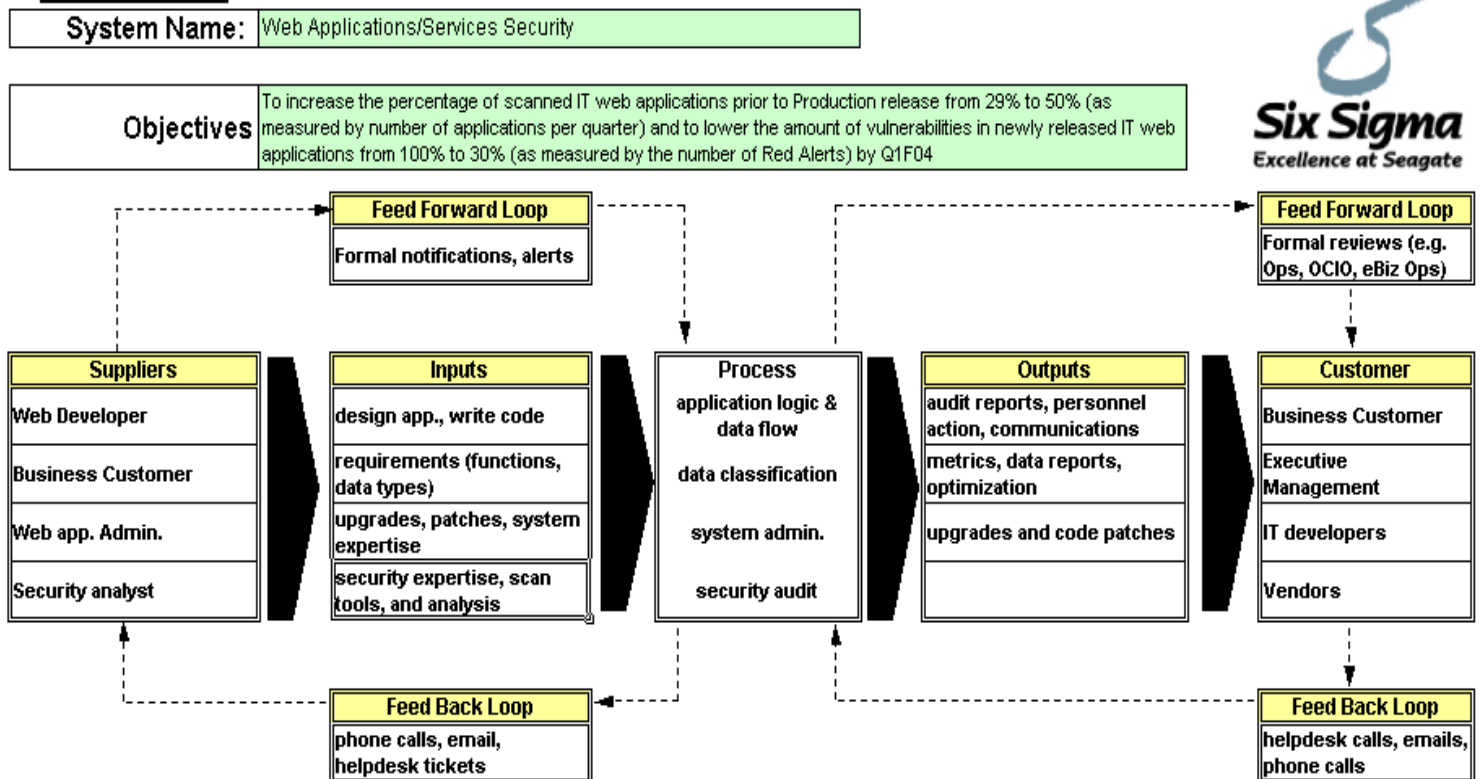 System Name: Web Applications/Services Security
Objectives
To increase the percentage of scanned IT web applications prior to Production release from 29% to 50% (as
measured by number of applications per quarter) and to lower the amount of vulnerabilities in newly released IT web
applications from 100% to 30% (as measured by the number of Red Alerts) by Q1F04
Six Sigma
Excellence at Seagate
Feed Forward Loop
Formal notifications, alerts
Feed Forward Loop
Formal reviews (e.g.
Ops, OCIO, eBiz Ops)
Suppliers
Web Developer
Business Customer
Web app. Admin.
Security analyst
Inputs
design app., write code
requirements (functions,
data types)
upgrades, patches, system
expertise
security expertise, scan
tools, and analysis
Process
application logic &
data flow
data classification
system admin.
security audit
Outputs
audit reports, personnel
action, communications
metrics, data reports,
optimization
upgrades and code patches
Customer
Business Customer
Executive
Management
IT developers
Vendors
Feed Back Loop
phone calls, email,
helpdesk tickets
Feed Back Loop
helpdesk calls, emails,
phone calls